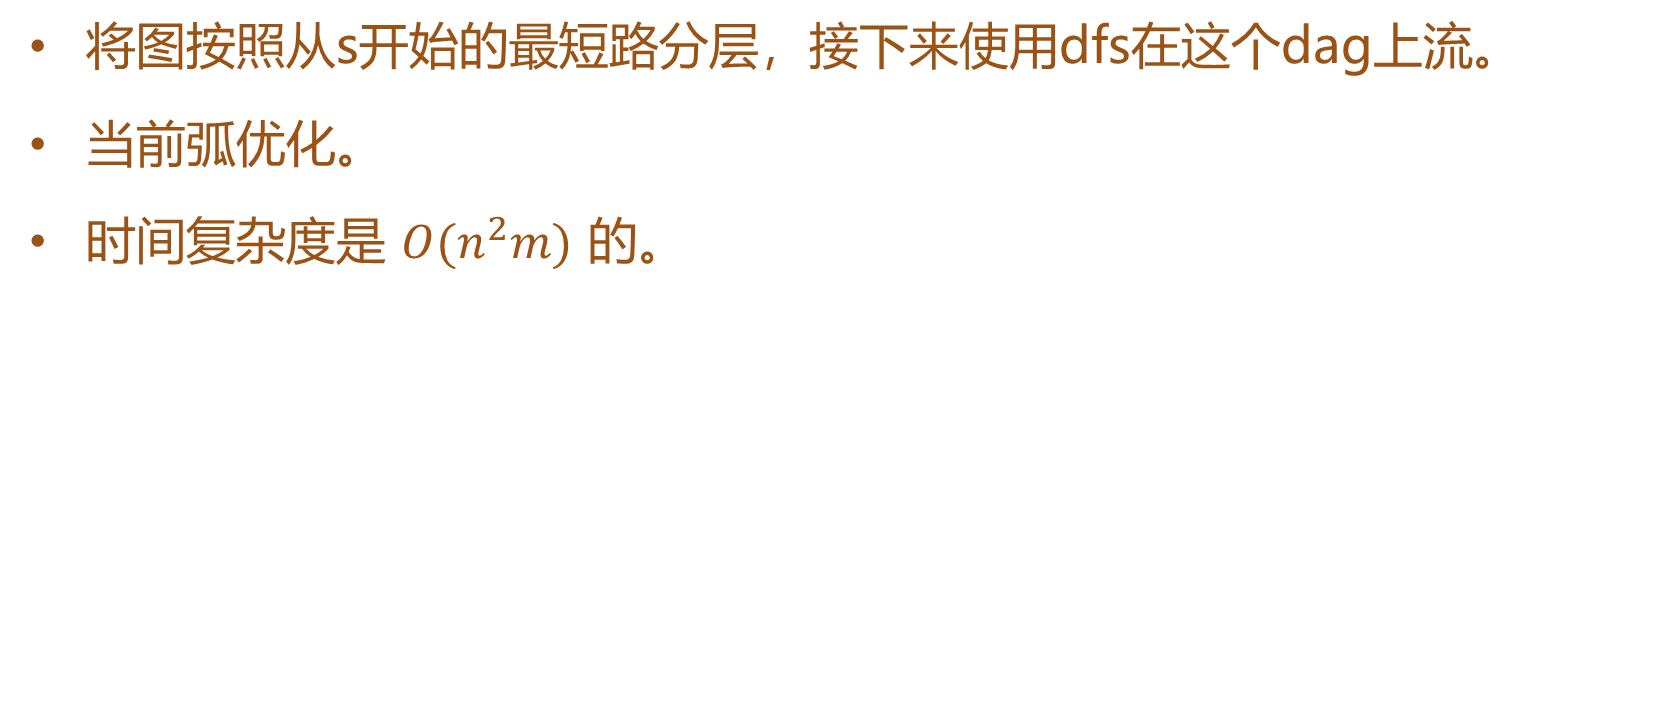 • 将图按照从s开始的最短路分层，接下来使用dfs在这个dag上流。
• 当前弧优化。
• 时间复杂度是 𝑂(𝑛²𝑚) 的。